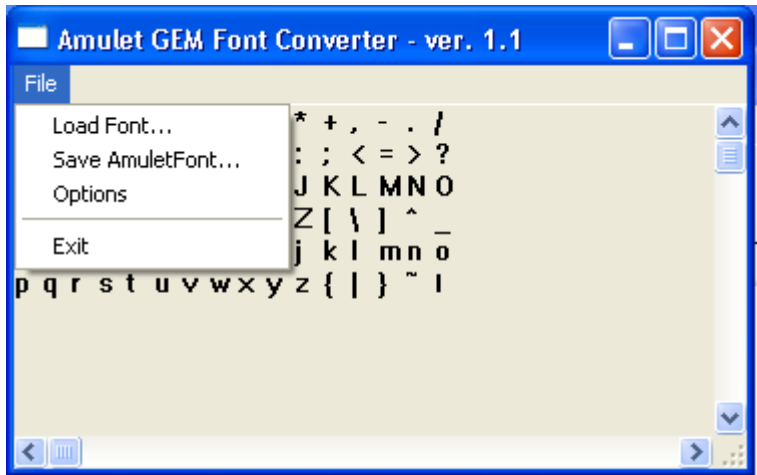 Amulet GEM Font Converter - ver. 1.1
File
Load Font...
Save AmuletFont...
Options
Exit
* + , - . /
: ; < = > ?
J K L M N O
Z [ \ ] ^ _
j k l m n o
p q r s t u v w x y z { | } ~ I